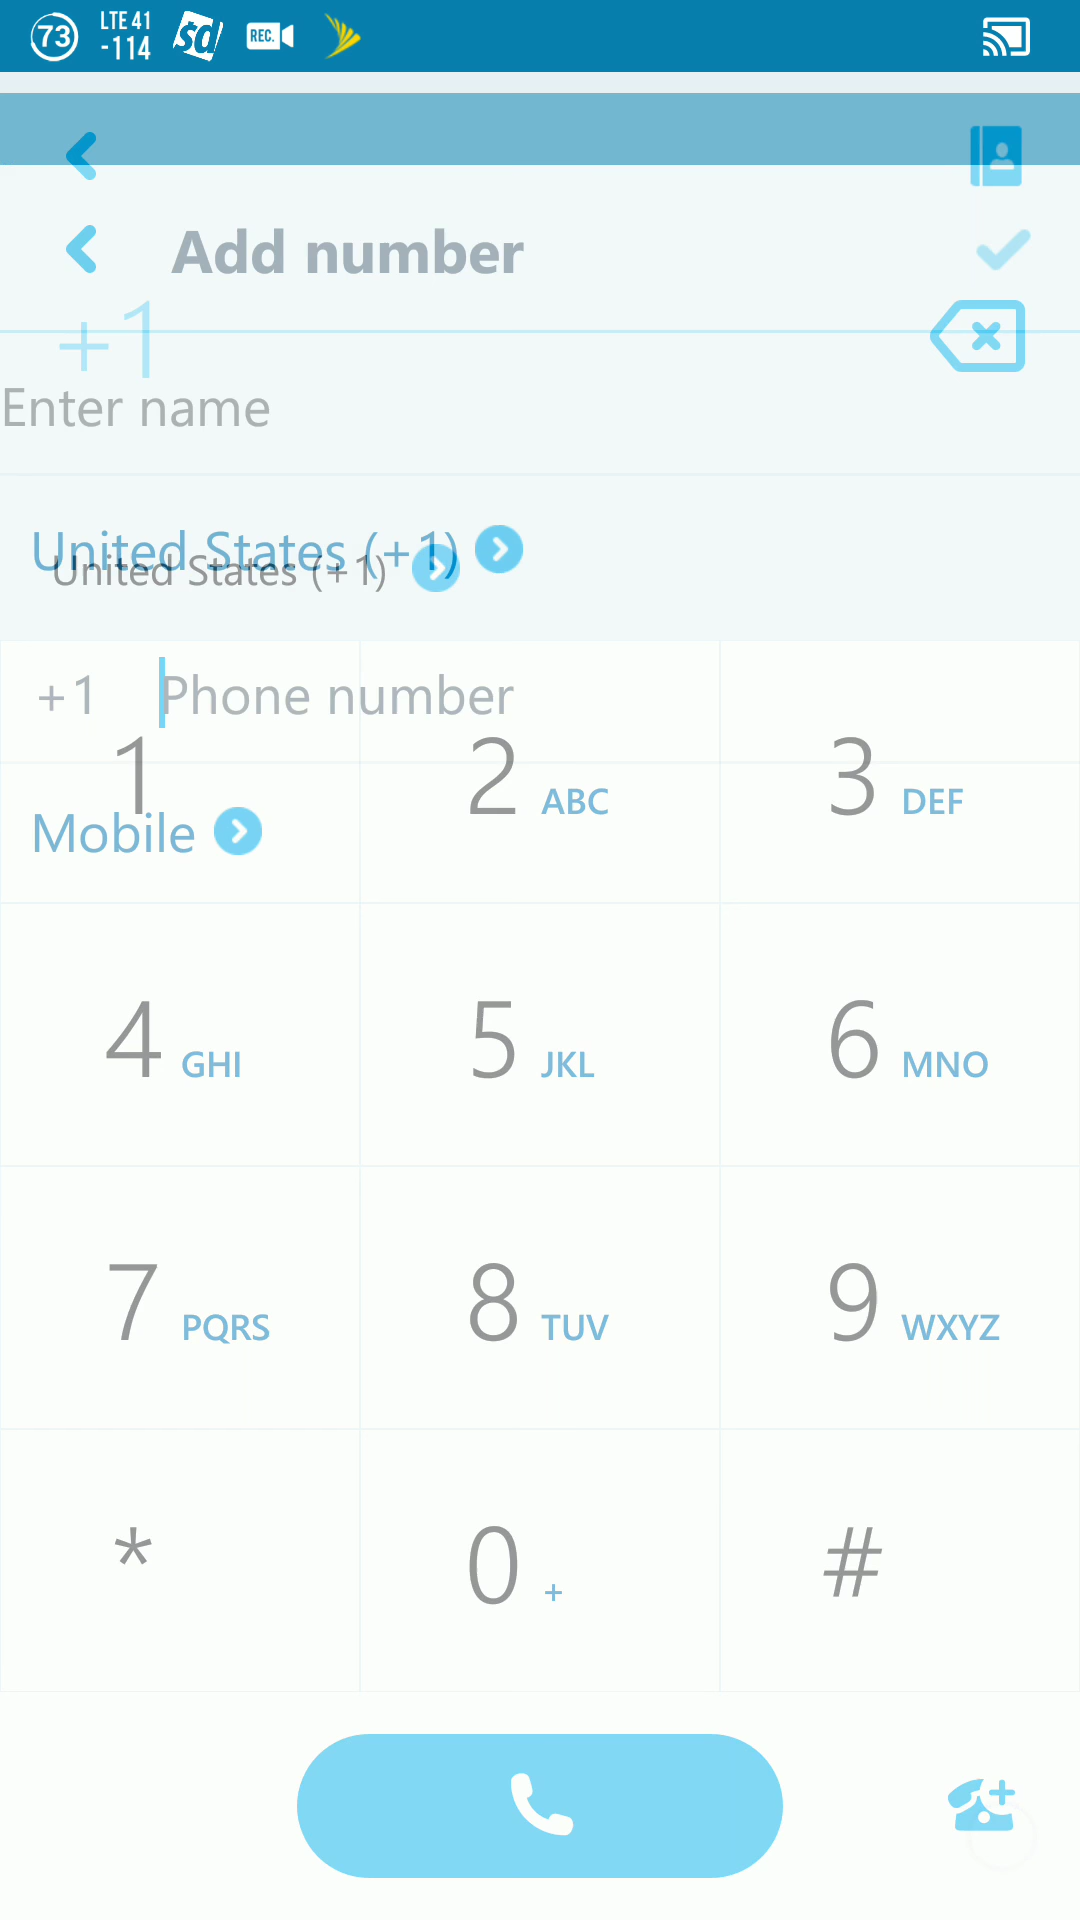 73
LTE 41
-114
sd
REC.
Add number
+1
Enter name
United States (+1)
United States (+1)
+1 Phone number
1
2 ABC
3 DEF
Mobile
4 GHI
5 JKL
6 MNO
7 PQRS
8 TUV
9 WXYZ
*
0 +
#